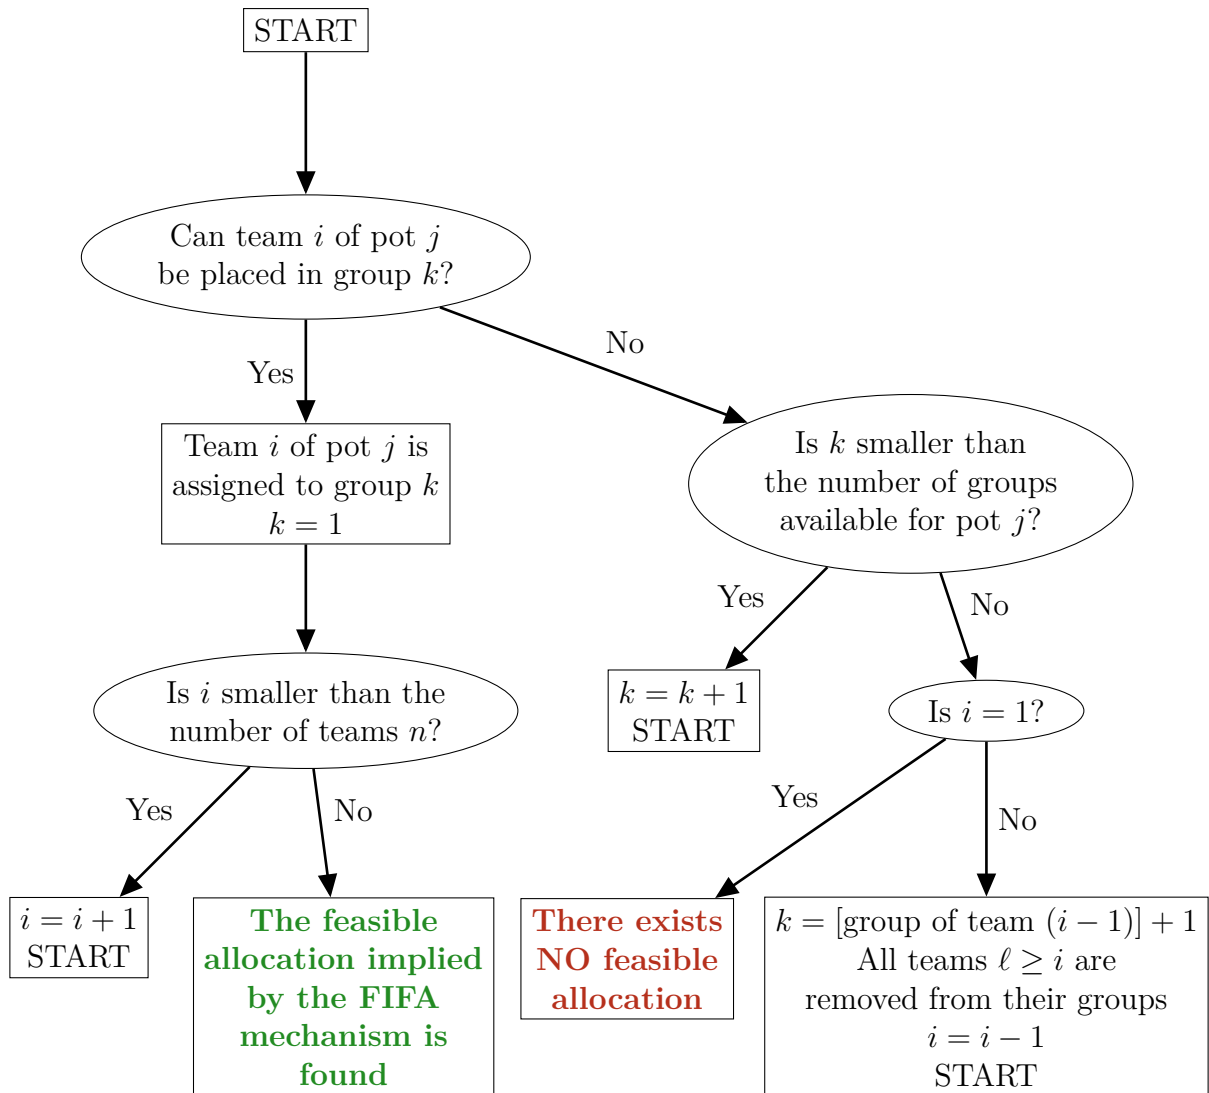 START
Can team i of pot j
be placed in group k?
Yes
No
Team i of pot j is
assigned to group k
k = 1
Is k smaller than
the number of groups
available for pot j?
Yes
No
Is i smaller than the
number of teams n?
k = k + 1
START
Is i = 1?
Yes
No
Yes
No
i = i + 1
START
The feasible
allocation implied
by the FIFA
mechanism is
found
There exists
NO feasible
allocation
k = [group of team (i − 1)] + 1
All teams ℓ ≥ i are
removed from their groups
i = i − 1
START